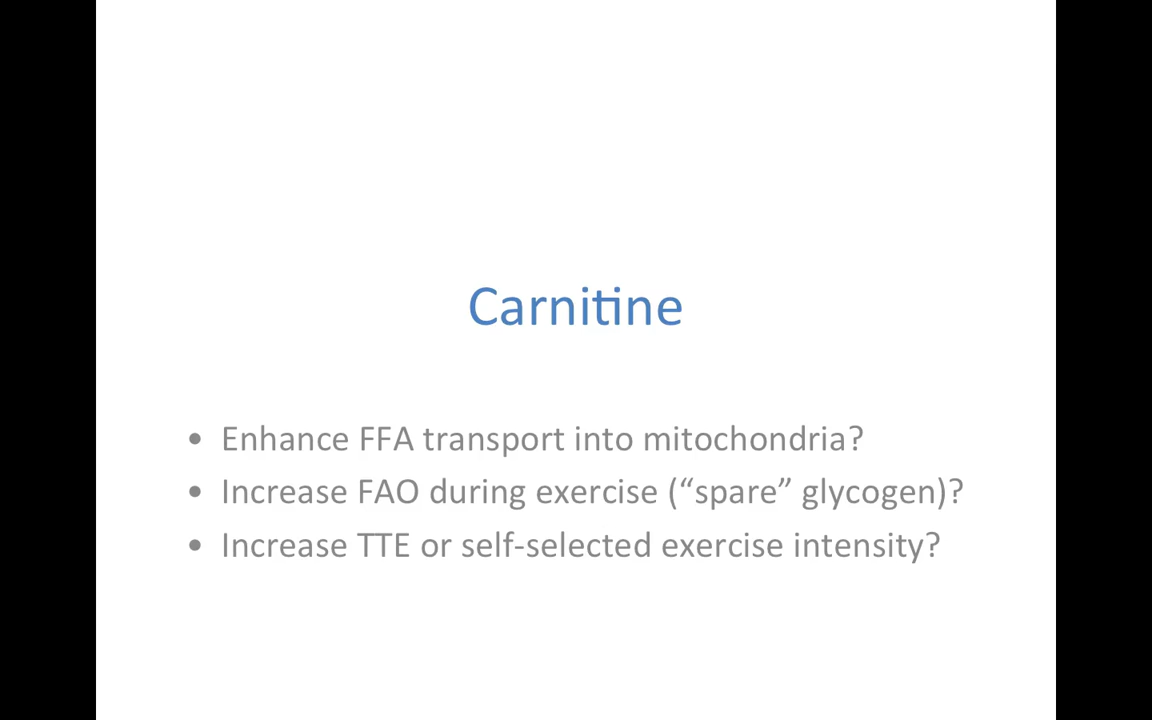 Carnitine
• Enhance FFA transport into mitochondria?
• Increase FAO during exercise (“spare” glycogen)?
• Increase TTE or self-selected exercise intensity?